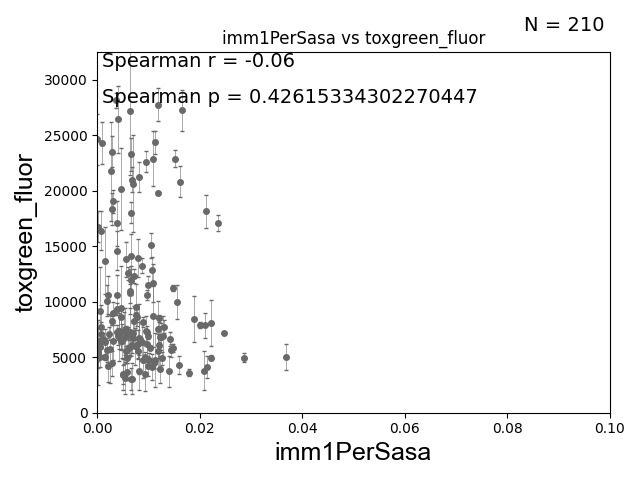 N = 210
imm1PerSasa vs toxgreen_fluor
Spearman r = -0.06
Spearman p = 0.42615334302270447
toxgreen_fluor
30000
25000
20000
15000
10000
5000
0
0.00 0.02 0.04 0.06 0.08 0.10
imm1PerSasa